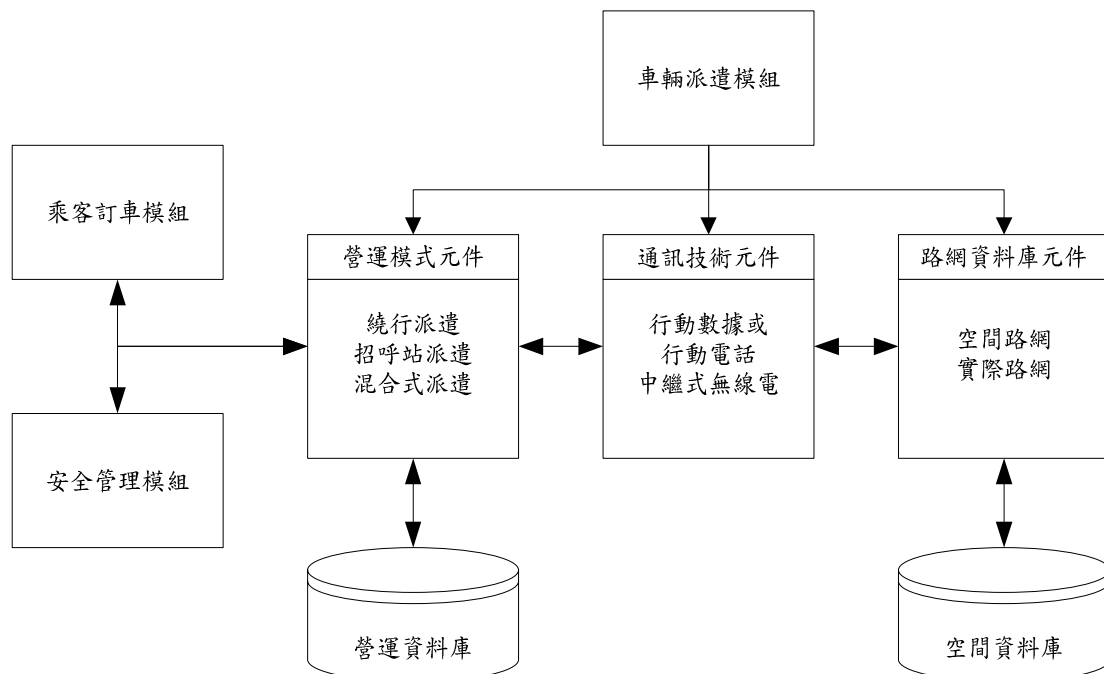 車輛派遣模組
乘客訂車模組
營運模式元件
繞行派遣
招呼站派遣
混合式派遣
通訊技術元件
行動數據或
行動電話
中繼式無線電
路網資料庫元件
空間路網
實際路網
安全管理模組
營運資料庫
空間資料庫